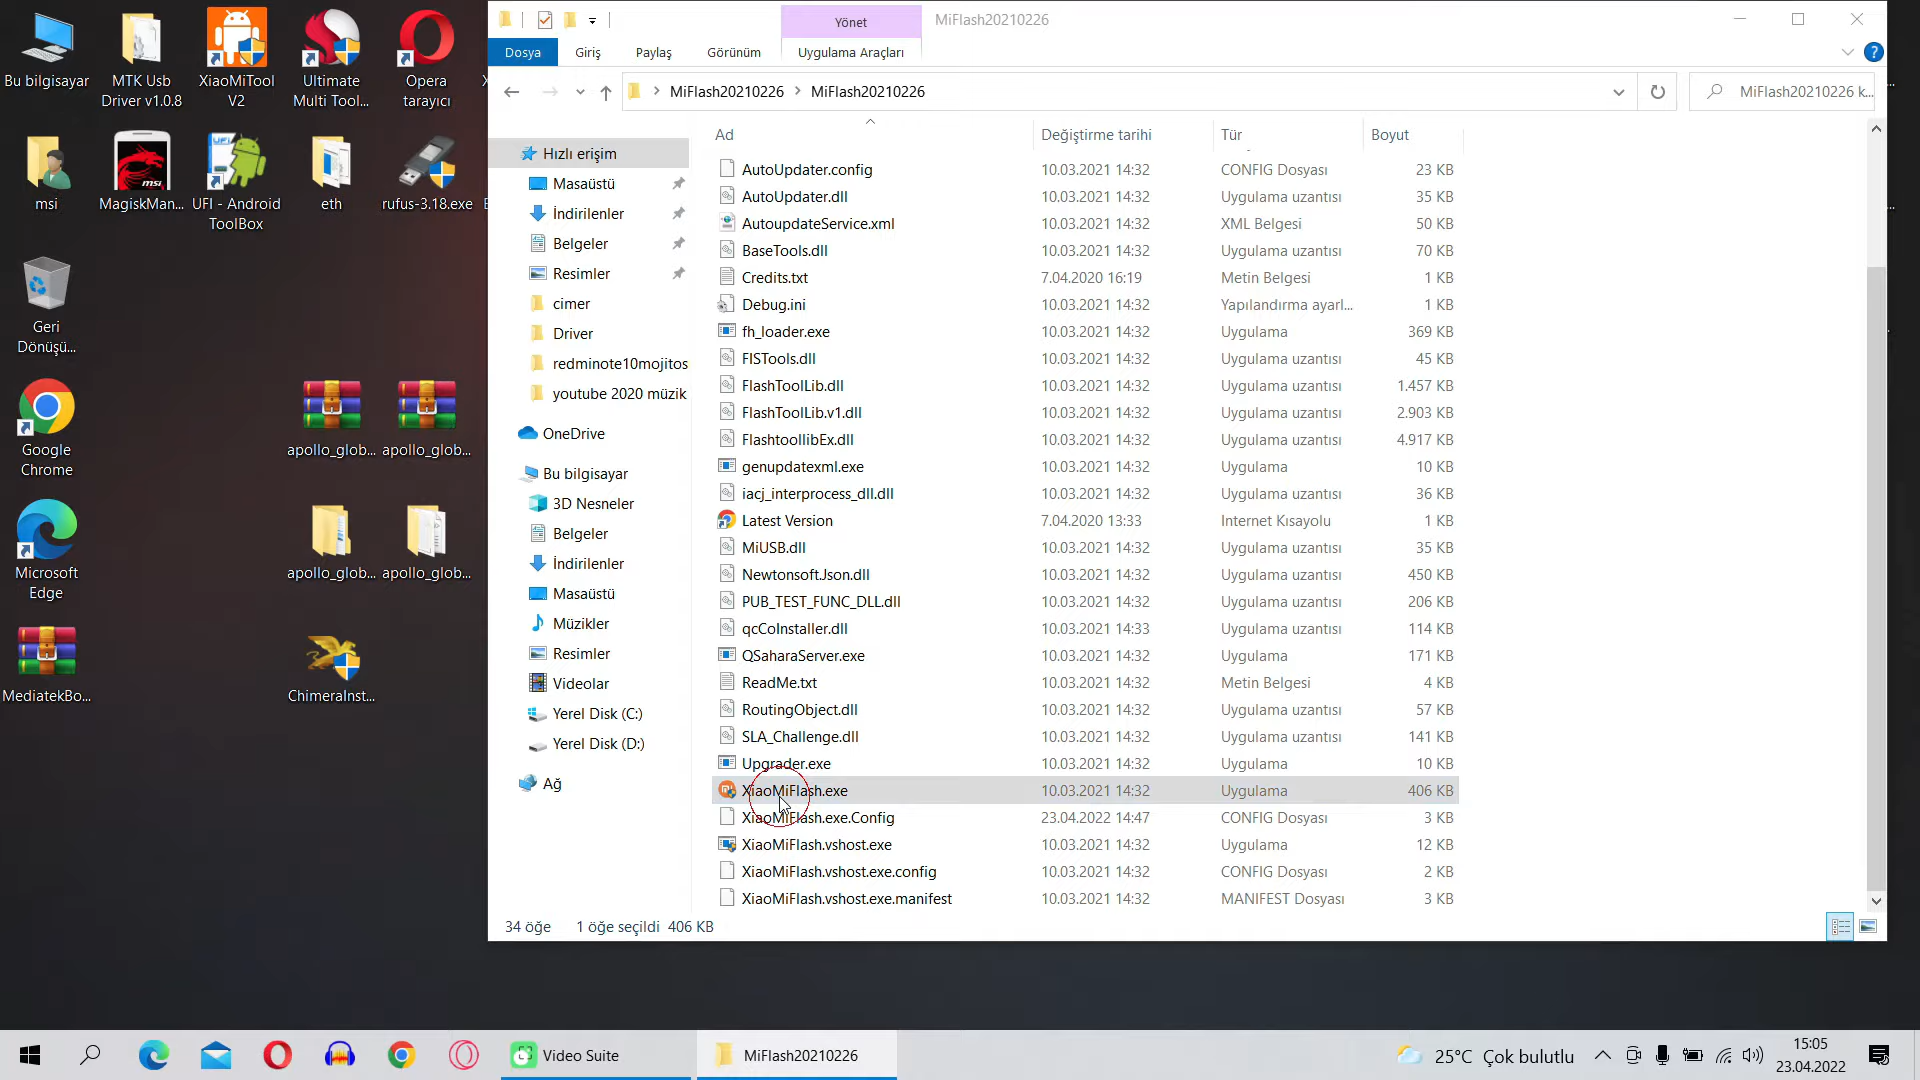 Bu bilgisayar
MTK Usb
Driver v1.0.8
XiaoMiTool
V2
Ultimate
Multi Tool...
Opera
tarayıcı
msi
MagiskMan...
UFI - Android
ToolBox
eth
rufus-3.18.exe
Geri
Dönüşü...
Google
Chrome
apollo_glob...
apollo_glob...
Microsoft
Edge
apollo_glob...
apollo_glob...
MediatekBo...
ChimeraInst...
Yönet
MiFlash20210226
Dosya
Giriş
Paylaş
Görünüm
Uygulama Araçları
MiFlash20210226
MiFlash20210226
MiFlash20210226 k...
Hızlı erişim
Masaüstü
İndirilenler
Belgeler
Resimler
cimer
Driver
redminote10mojitos
youtube 2020 müzik
OneDrive
Bu bilgisayar
3D Nesneler
Belgeler
İndirilenler
Masaüstü
Müzikler
Resimler
Videolar
Yerel Disk (C:)
Yerel Disk (D:)
Ağ
Ad Değiştirme tarihi Tür Boyut
AutoUpdater.config 10.03.2021 14:32 CONFIG Dosyası 23 KB
AutoUpdater.dll 10.03.2021 14:32 Uygulama uzantısı 35 KB
AutoupdateService.xml 10.03.2021 14:32 XML Belgesi 50 KB
BaseTools.dll 10.03.2021 14:32 Uygulama uzantısı 70 KB
Credits.txt 7.04.2020 16:19 Metin Belgesi 1 KB
Debug.ini 10.03.2021 14:32 Yapılandırma ayarl... 1 KB
fh_loader.exe 10.03.2021 14:32 Uygulama 369 KB
FISTools.dll 10.03.2021 14:32 Uygulama uzantısı 45 KB
FlashToolLib.dll 10.03.2021 14:32 Uygulama uzantısı 1.457 KB
FlashToolLib.v1.dll 10.03.2021 14:32 Uygulama uzantısı 2.903 KB
FlashtoollibEx.dll 10.03.2021 14:32 Uygulama uzantısı 4.917 KB
genupdatexml.exe 10.03.2021 14:32 Uygulama 10 KB
iacj_interprocess_dll.dll 10.03.2021 14:32 Uygulama uzantısı 36 KB
Latest Version 7.04.2020 13:33 Internet Kısayolu 1 KB
MiUSB.dll 10.03.2021 14:32 Uygulama uzantısı 35 KB
Newtonsoft.Json.dll 10.03.2021 14:32 Uygulama uzantısı 450 KB
PUB_TEST_FUNC_DLL.dll 10.03.2021 14:32 Uygulama uzantısı 206 KB
qcCoInstaller.dll 10.03.2021 14:33 Uygulama uzantısı 114 KB
QSaharaServer.exe 10.03.2021 14:32 Uygulama 171 KB
ReadMe.txt 10.03.2021 14:32 Metin Belgesi 4 KB
RoutingObject.dll 10.03.2021 14:32 Uygulama uzantısı 57 KB
SLA_Challenge.dll 10.03.2021 14:32 Uygulama uzantısı 141 KB
Upgrader.exe 10.03.2021 14:32 Uygulama 10 KB
XiaoMiFlash.exe 10.03.2021 14:32 Uygulama 406 KB
XiaoMiFlash.exe.Config 23.04.2022 14:47 CONFIG Dosyası 3 KB
XiaoMiFlash.vshost.exe 10.03.2021 14:32 Uygulama 12 KB
XiaoMiFlash.vshost.exe.config 10.03.2021 14:32 CONFIG Dosyası 2 KB
XiaoMiFlash.vshost.exe.manifest 10.03.2021 14:32 MANIFEST Dosyası 3 KB
34 öğe 1 öğe seçildi 406 KB
Video Suite
MiFlash20210226
25°C Çok bulutlu
15:05
23.04.2022